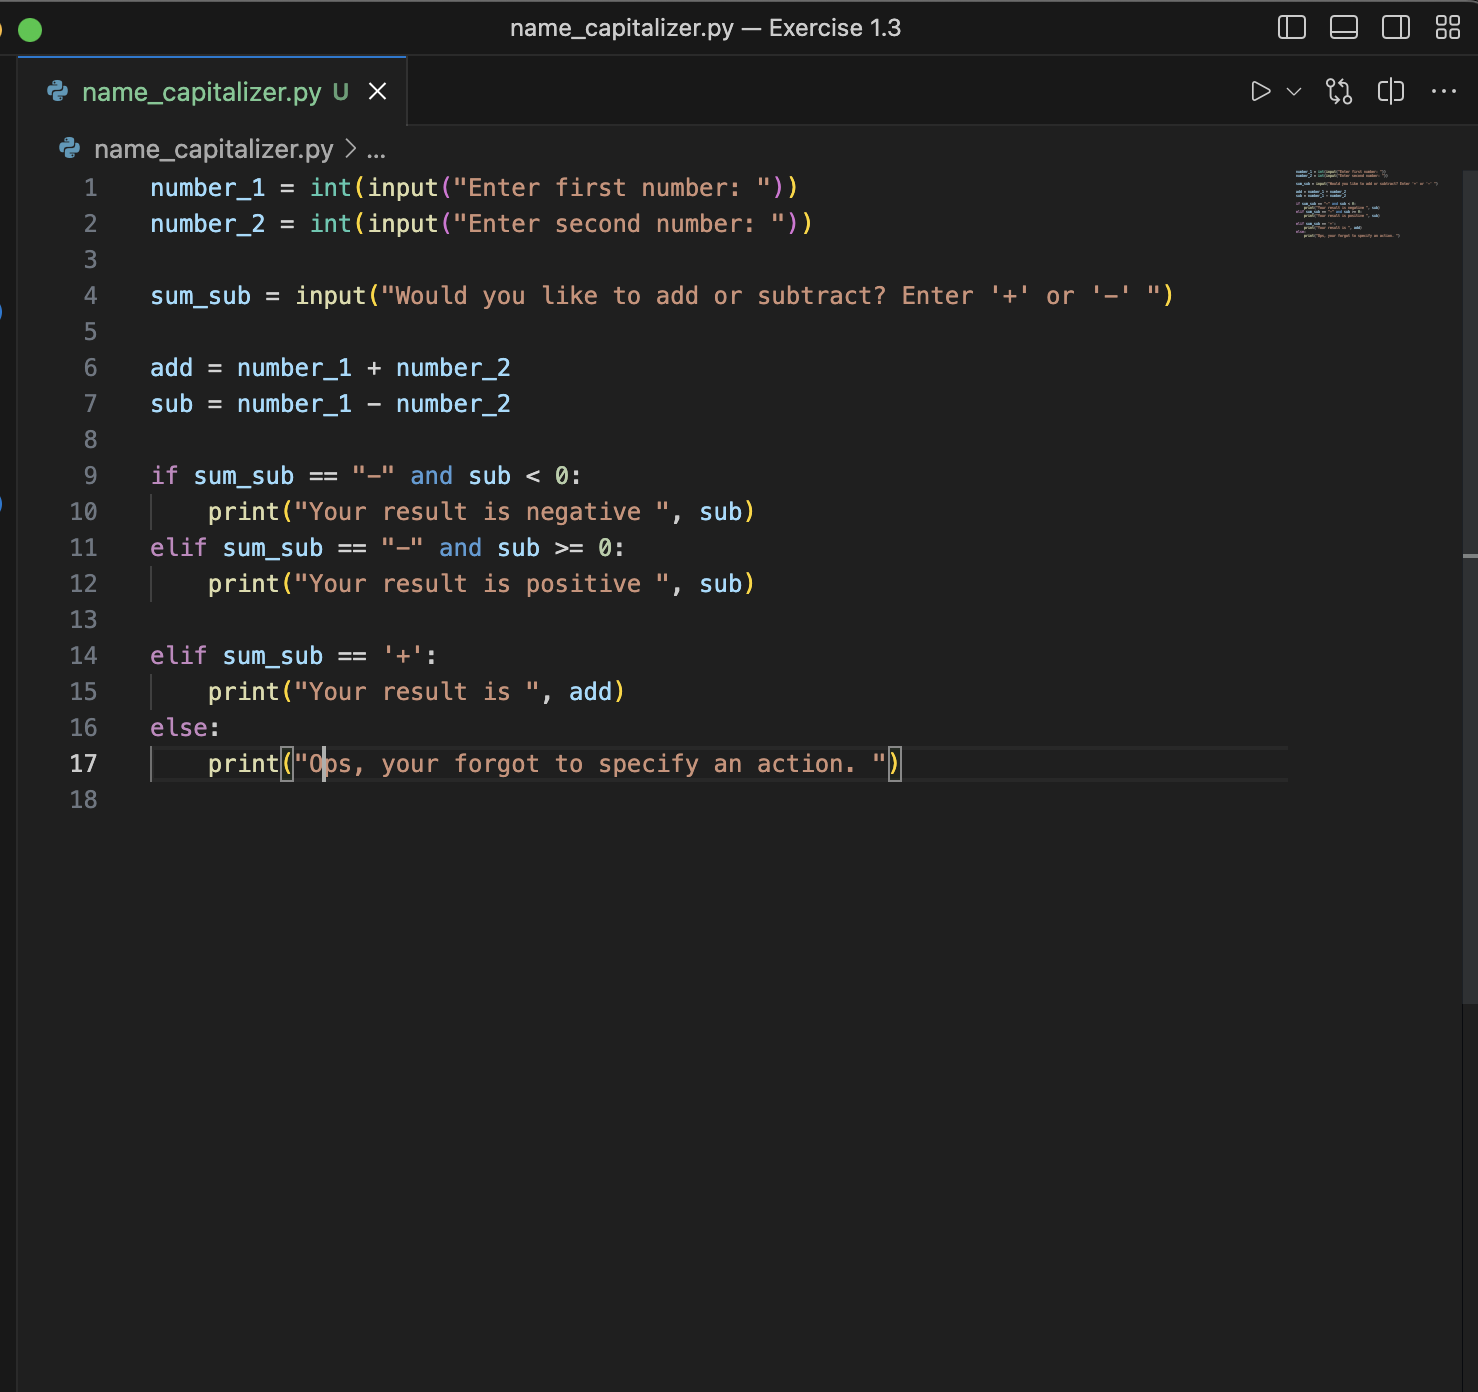 name_capitalizer.py — Exercise 1.3
name_capitalizer.py U
name_capitalizer.py > ...
1 number_1 = int(input("Enter first number: "))
2 number_2 = int(input("Enter second number: "))
3
4 sum_sub = input("Would you like to add or subtract? Enter '+' or '-' ")
5
6 add = number_1 + number_2
7 sub = number_1 - number_2
8
9 if sum_sub == "-" and sub < 0:
10     print("Your result is negative ", sub)
11 elif sum_sub == "-" and sub >= 0:
12     print("Your result is positive ", sub)
13
14 elif sum_sub == '+':
15     print("Your result is ", add)
16 else:
17     print("Ops, your forgot to specify an action. ")
18